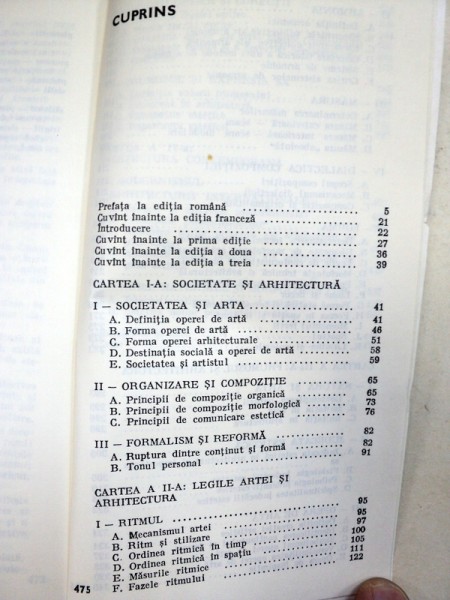 CUPRINS
Prefața la ediția română . . . . . . 5
Cuvînt înainte la ediția franceză . . . . 21
Introducere . . . . . . 22
Cuvînt înainte la prima ediție . . . . 27
Cuvînt înainte la ediția a doua . . . . 36
Cuvînt înainte la ediția a treia . . . . 39
CARTEA I-A: SOCIETATE ȘI ARHITECTURĂ
I — SOCIETATEA ȘI ARTA . . . . 41
A. Definiția operei de artă . . . . 41
B. Forma operei de artă . . . . 46
C. Forma operei arhitecturale . . . . 51
D. Destinația socială a operei de artă . . . . 58
E. Societatea și artistul . . . . 59
II — ORGANIZARE ȘI COMPOZIȚIE . . . . 65
A. Principii de compoziție organică . . . . 65
B. Principii de compoziție morfologică . . . . 73
C. Principii de comunicare estetică . . . . 76
III — FORMALISM ȘI REFORMĂ . . . . 82
A. Ruptura dintre conținut și formă . . . . 82
B. Tonul personal . . . . 91
CARTEA A II-A: LEGILE ARTEI ȘI
ARHITECTURA
I — RITMUL . . . . 95
A. Mecanismul artei . . . . 95
B. Ritm și stilizare . . . . 97
C. Ordinea ritmică în timp . . . . 100
D. Ordinea ritmică în spațiu . . . . 105
E. Măsurile ritmice . . . . 111
F. Fazele ritmului . . . . 122
475